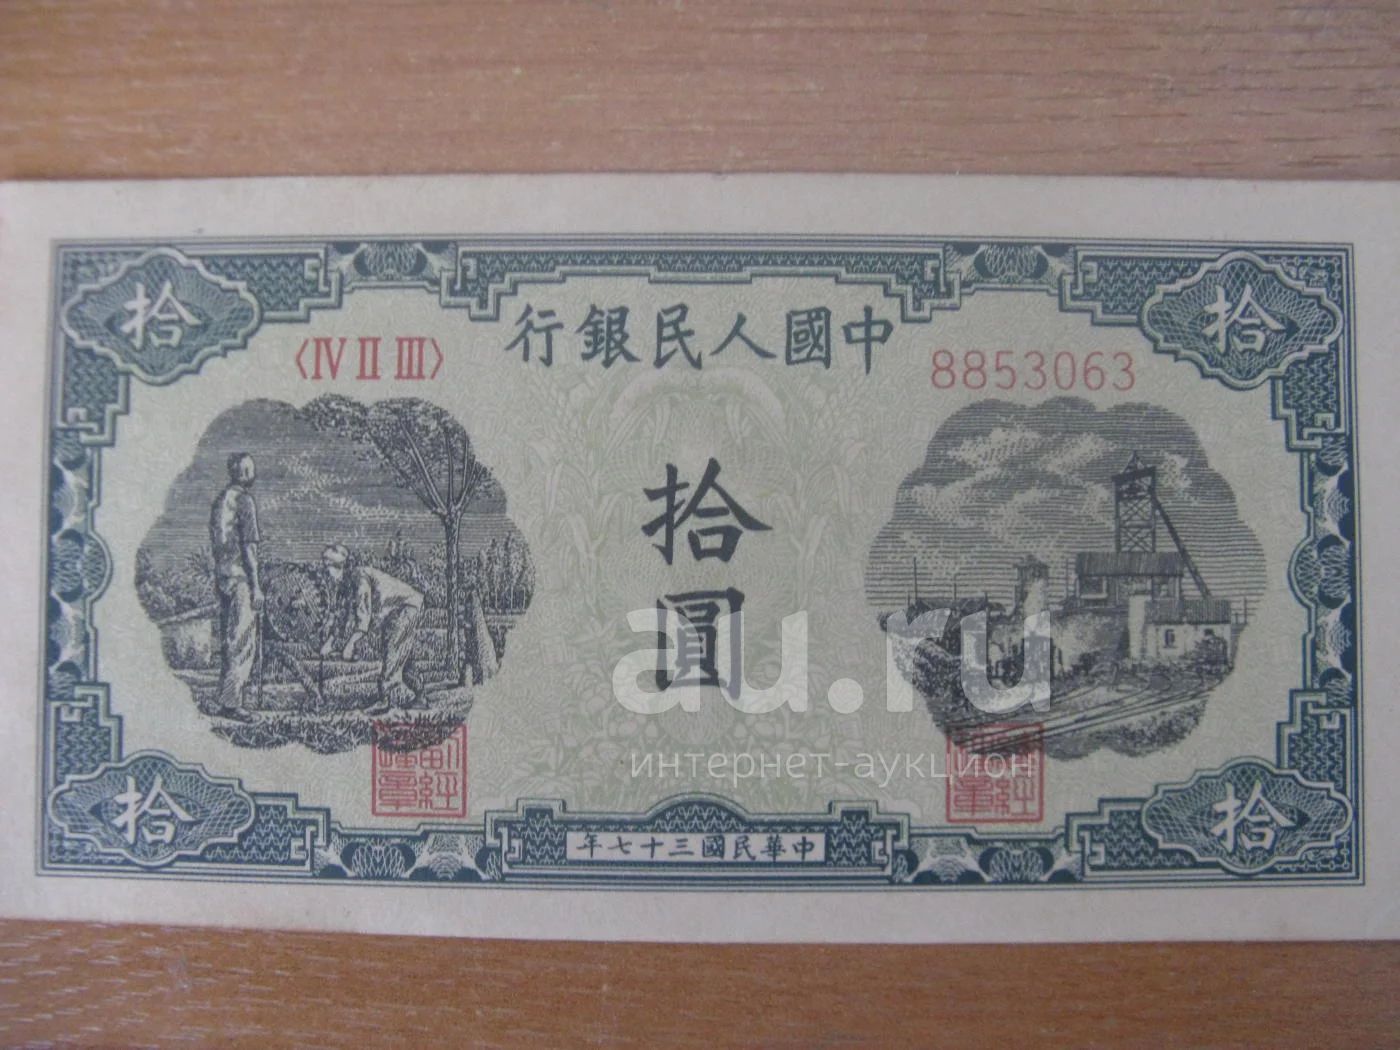 行銀民人國中
拾
拾
〈Ⅳ Ⅱ Ⅲ〉
8853063
拾
圓
au.ru
интернет-аукцион
拾
拾
年七十三國民華中